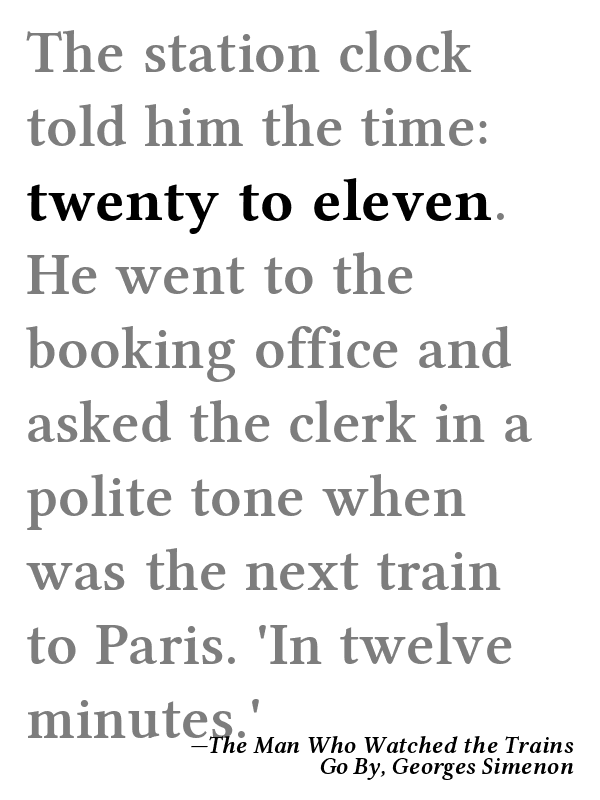 The station clock
told him the time:
twenty to eleven.
He went to the
booking office and
asked the clerk in a
polite tone when
was the next train
to Paris. 'In twelve
minutes.'
—The Man Who Watched the Trains
Go By, Georges Simenon